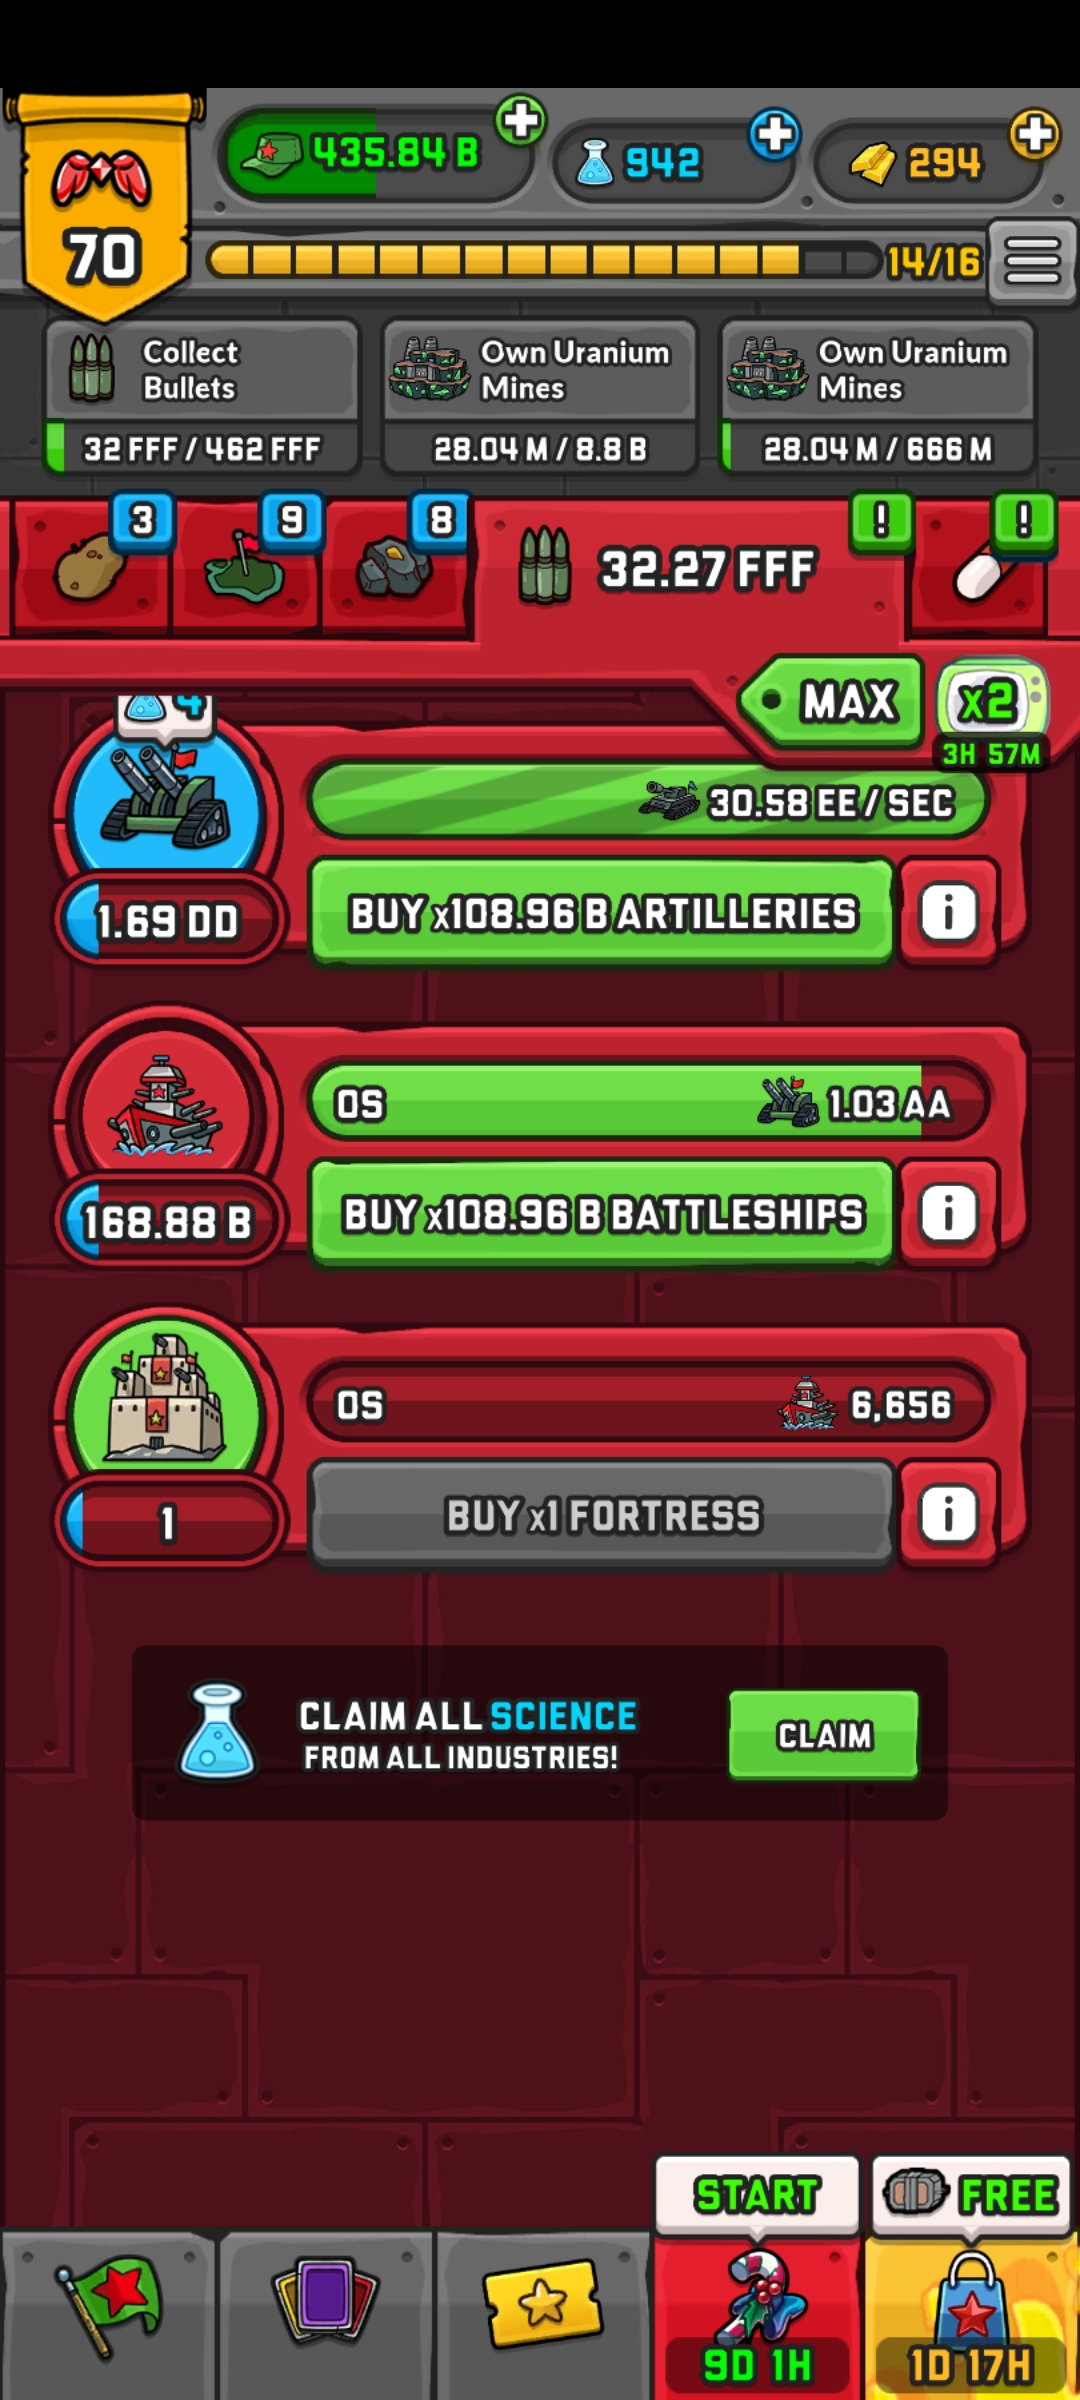 435.84 B
942
294
70
14/16
Collect
Bullets
Own Uranium
Mines
Own Uranium
Mines
32 FFF / 462 FFF
28.04 M / 8.8 B
28.04 M / 666 M
3
9
8
32.27 FFF
!
!
MAX
x2
3H 57M
4
30.58 EE / SEC
1.69 DD
BUY x108.96 B ARTILLERIES
i
0S
1.03 AA
168.88 B
BUY x108.96 B BATTLESHIPS
i
0S
6,656
1
BUY x1 FORTRESS
i
CLAIM ALL SCIENCE
FROM ALL INDUSTRIES!
CLAIM
START
FREE
9D 1H
1D 17H